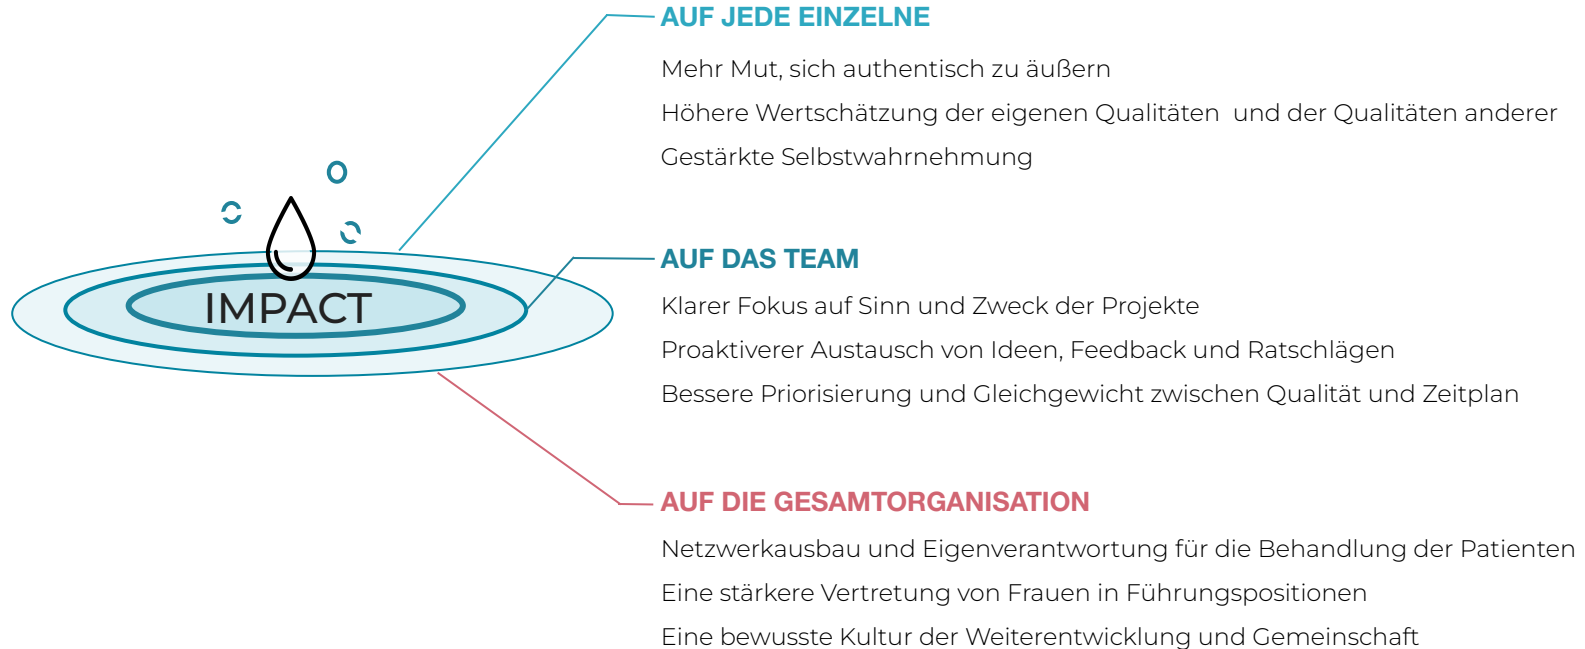 AUF JEDE EINZELNE
Mehr Mut, sich authentisch zu äußern
Höhere Wertschätzung der eigenen Qualitäten  und der Qualitäten anderer
Gestärkte Selbstwahrnehmung
IMPACT
AUF DAS TEAM
Klarer Fokus auf Sinn und Zweck der Projekte
Proaktiverer Austausch von Ideen, Feedback und Ratschlägen
Bessere Priorisierung und Gleichgewicht zwischen Qualität und Zeitplan
AUF DIE GESAMTORGANISATION
Netzwerkausbau und Eigenverantwortung für die Behandlung der Patienten
Eine stärkere Vertretung von Frauen in Führungspositionen
Eine bewusste Kultur der Weiterentwicklung und Gemeinschaft